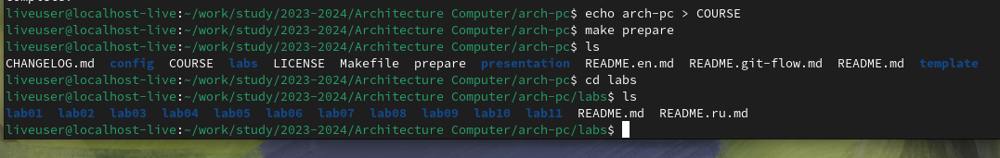 liveuser@localhost-live:~/work/study/2023-2024/Architecture Computer/arch-pc$ echo arch-pc > COURSE
liveuser@localhost-live:~/work/study/2023-2024/Architecture Computer/arch-pc$ make prepare
liveuser@localhost-live:~/work/study/2023-2024/Architecture Computer/arch-pc$ ls
CHANGELOG.md config COURSE labs LICENSE Makefile prepare presentation README.en.md README.git-flow.md README.md template
liveuser@localhost-live:~/work/study/2023-2024/Architecture Computer/arch-pc$ cd labs
liveuser@localhost-live:~/work/study/2023-2024/Architecture Computer/arch-pc/labs$ ls
lab01 lab02 lab03 lab04 lab05 lab06 lab07 lab08 lab09 lab10 lab11 README.md README.ru.md
liveuser@localhost-live:~/work/study/2023-2024/Architecture Computer/arch-pc/labs$